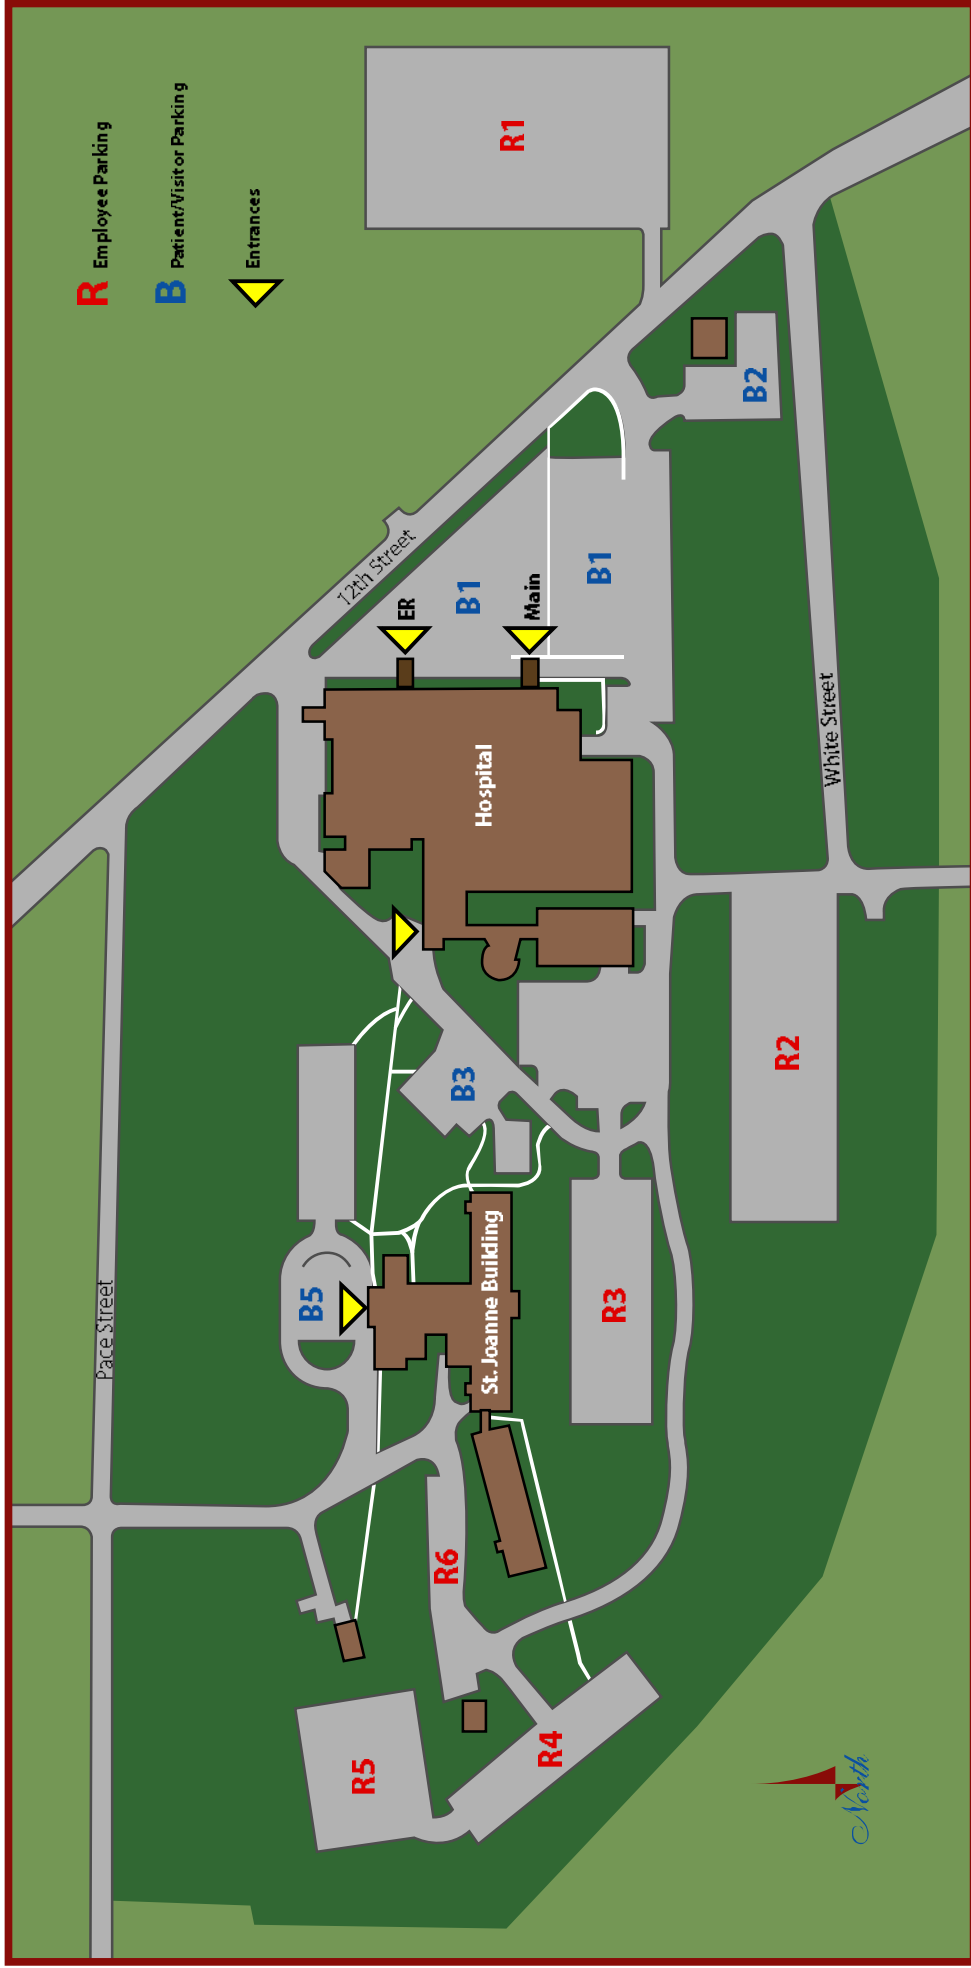 R Employee Parking
B Patient/Visitor Parking
Entrances
R1
B2
12th Street
ER
B1
Main
B1
Hospital
White Street
B3
R2
Pace Street
B5
St. Joanne Building
R3
R6
R5
R4
North